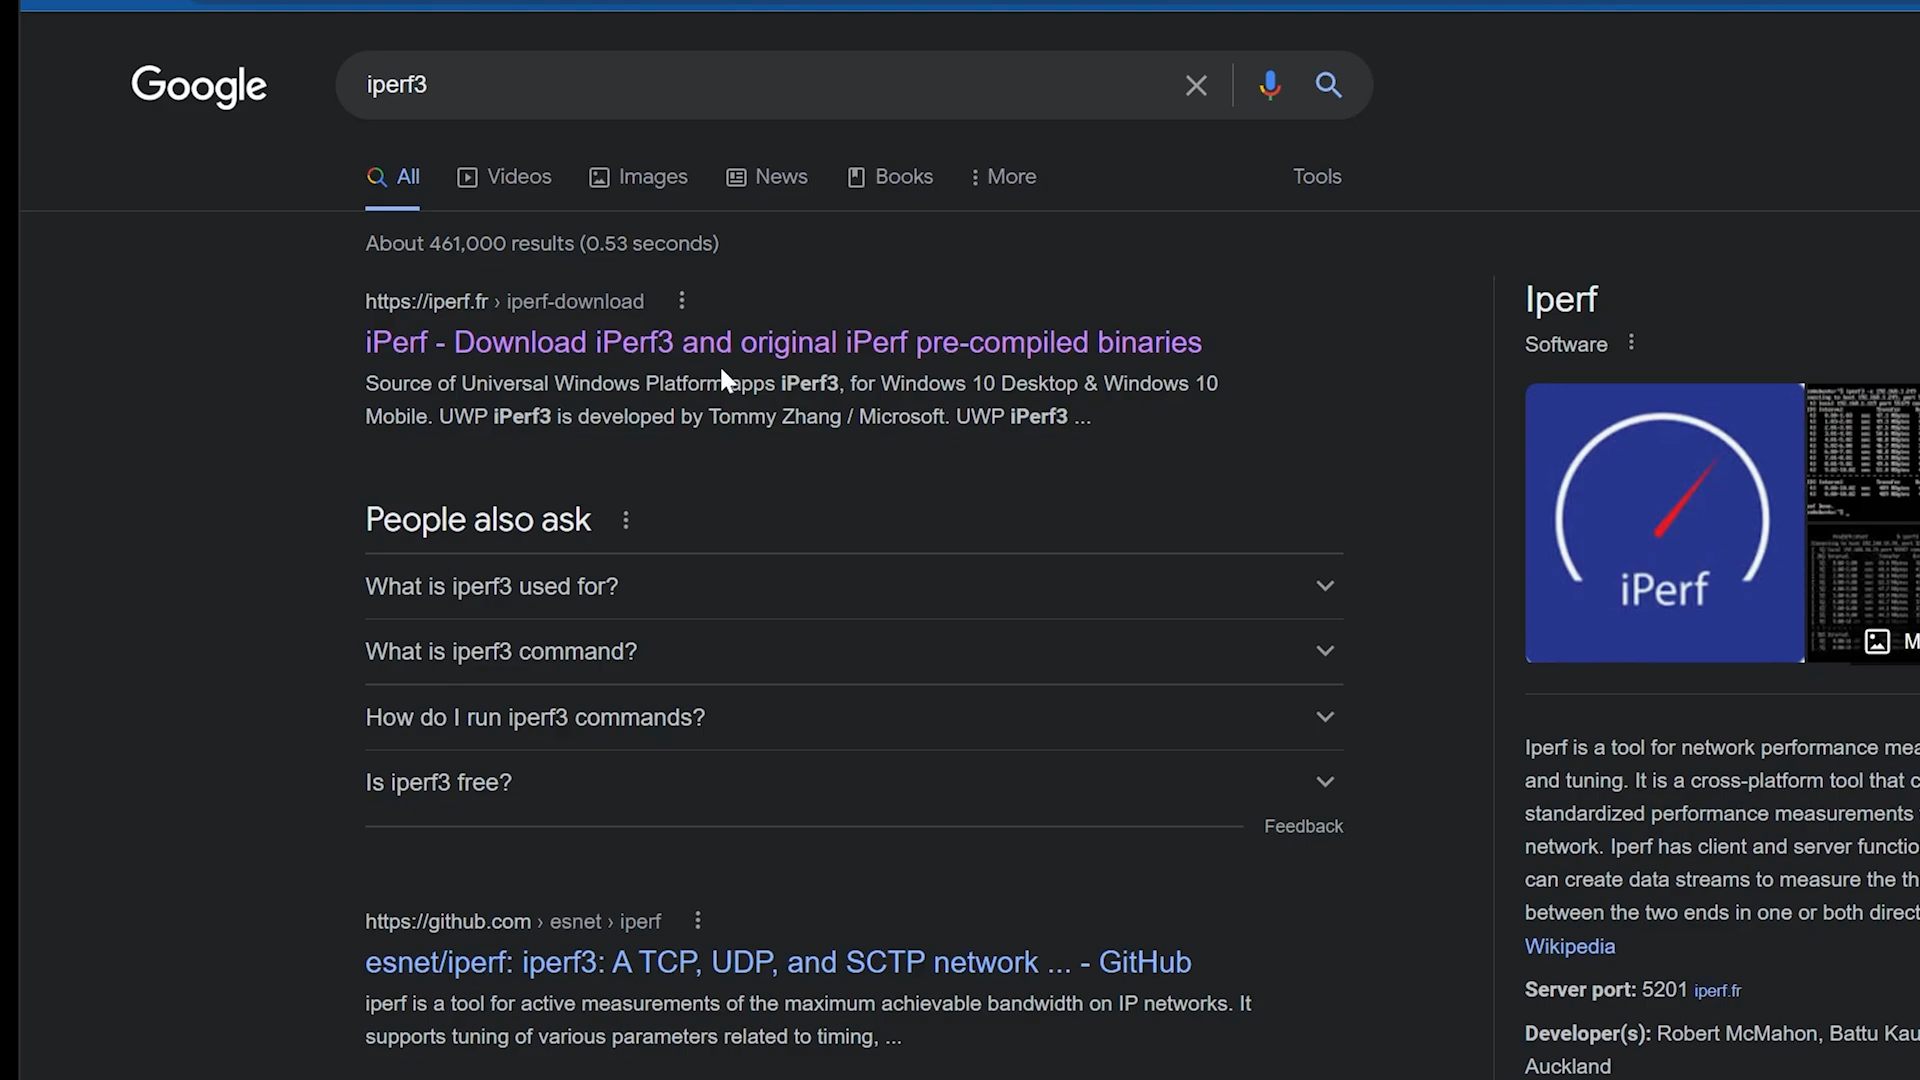 Google
iperf3
All
Videos
Images
News
Books
More
Tools
About 461,000 results (0.53 seconds)
https://iperf.fr › iperf-download
iPerf - Download iPerf3 and original iPerf pre-compiled binaries
Source of Universal Windows Platform apps iPerf3, for Windows 10 Desktop & Windows 10
Mobile. UWP iPerf3 is developed by Tommy Zhang / Microsoft. UWP iPerf3 ...
People also ask
What is iperf3 used for?
What is iperf3 command?
How do I run iperf3 commands?
Is iperf3 free?
Feedback
https://github.com › esnet › iperf
esnet/iperf: iperf3: A TCP, UDP, and SCTP network ... - GitHub
iperf is a tool for active measurements of the maximum achievable bandwidth on IP networks. It
supports tuning of various parameters related to timing, ...
Iperf
Software
iPerf
Iperf is a tool for network performance
and tuning. It is a cross-platform tool that
standardized performance measurements
network. Iperf has client and server
can create data streams to measure the
between the two ends in one or both
Wikipedia
Server port: 5201 iperf.fr
Developer(s): Robert McMahon, Battu
Auckland